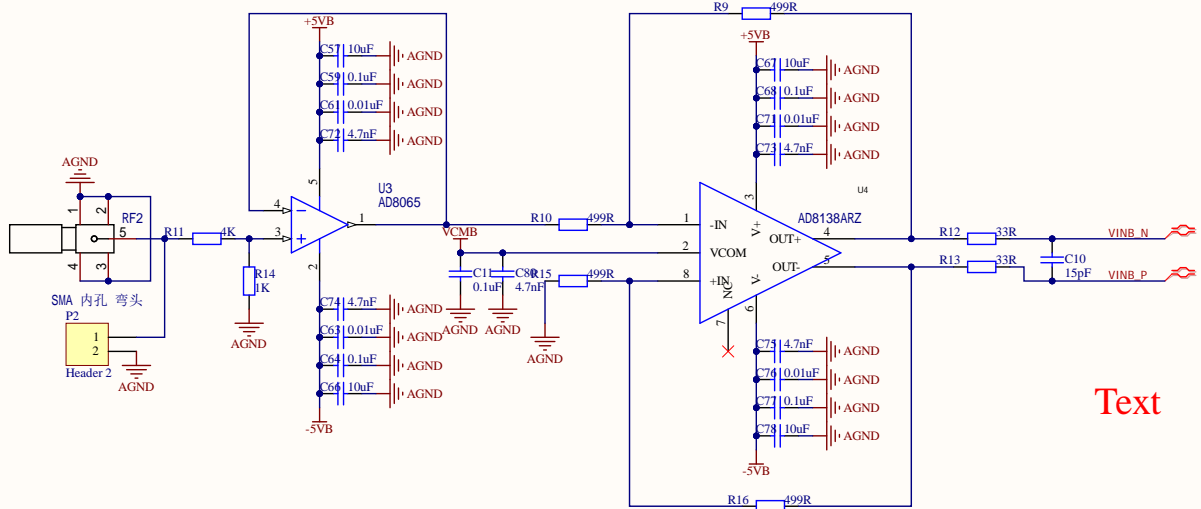 R9 499R
+5VB
C57 10uF AGND
C59 0.1uF AGND
C61 0.01uF AGND
C72 4.7nF AGND
+5VB
C67 10uF AGND
C68 0.1uF AGND
C71 0.01uF AGND
C73 4.7nF AGND
AGND
1 2
RF2
5
4 3
SMA 内孔 弯头
P2
1
2
Header 2
AGND
R11 4K
R14
1K
AGND
U3
AD8065
5
4
3
1
2
C74 4.7nF AGND
C63 0.01uF AGND
C64 0.1uF AGND
C66 10uF AGND
-5VB
R10 499R
VCMB
C11
0.1uF
AGND
C80
4.7nF
AGND
R15 499R
AGND
U4
AD8138ARZ
1 -IN
2 VCOM
8 +IN
3 V+
OUT+ 4
OUT- 5
V- 6
NC 7
C75 4.7nF AGND
C76 0.01uF AGND
C77 0.1uF AGND
C78 10uF AGND
-5VB
R16 499R
R12 33R
R13 33R
C10
15pF
VINB_N
VINB_P
Text